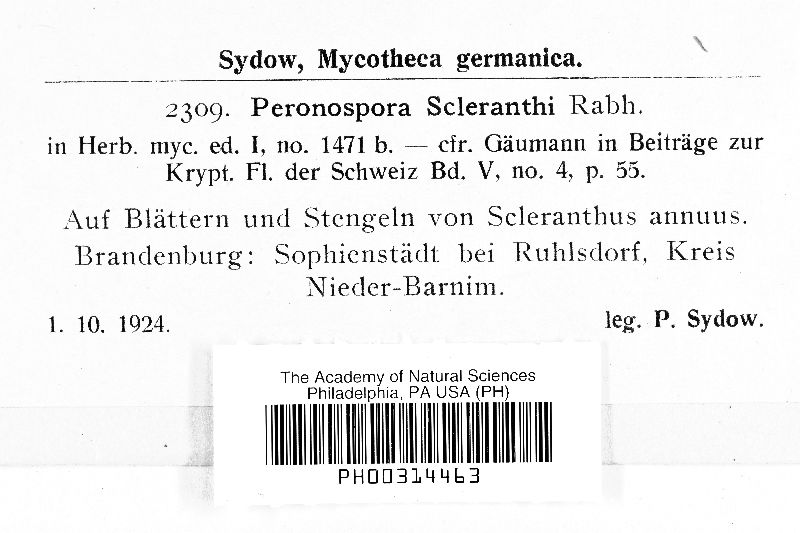 Sydow, Mycotheca germanica.
2309. Peronospora Scleranthi Rabh.
in Herb. myc. ed. I, no. 1471 b. — cfr. Gäumann in Beiträge zur
Krypt. Fl. der Schweiz Bd. V, no. 4, p. 55.
Auf Blättern und Stengeln von Scleranthus annuus.
Brandenburg: Sophienstädt bei Ruhlsdorf, Kreis
Nieder-Barnim.
1. 10. 1924. leg. P. Sydow.
The Academy of Natural Sciences
Philadelphia, PA USA (PH)
PH00314463